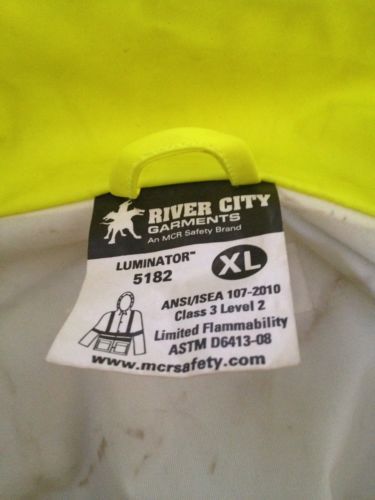 RIVER CITY
GARMENTS
An MCR Safety Brand
LUMINATOR™
5182
XL
ANSI/ISEA 107-2010
Class 3 Level 2
Limited Flammability
ASTM D6413-08
www.mcrsafety.com